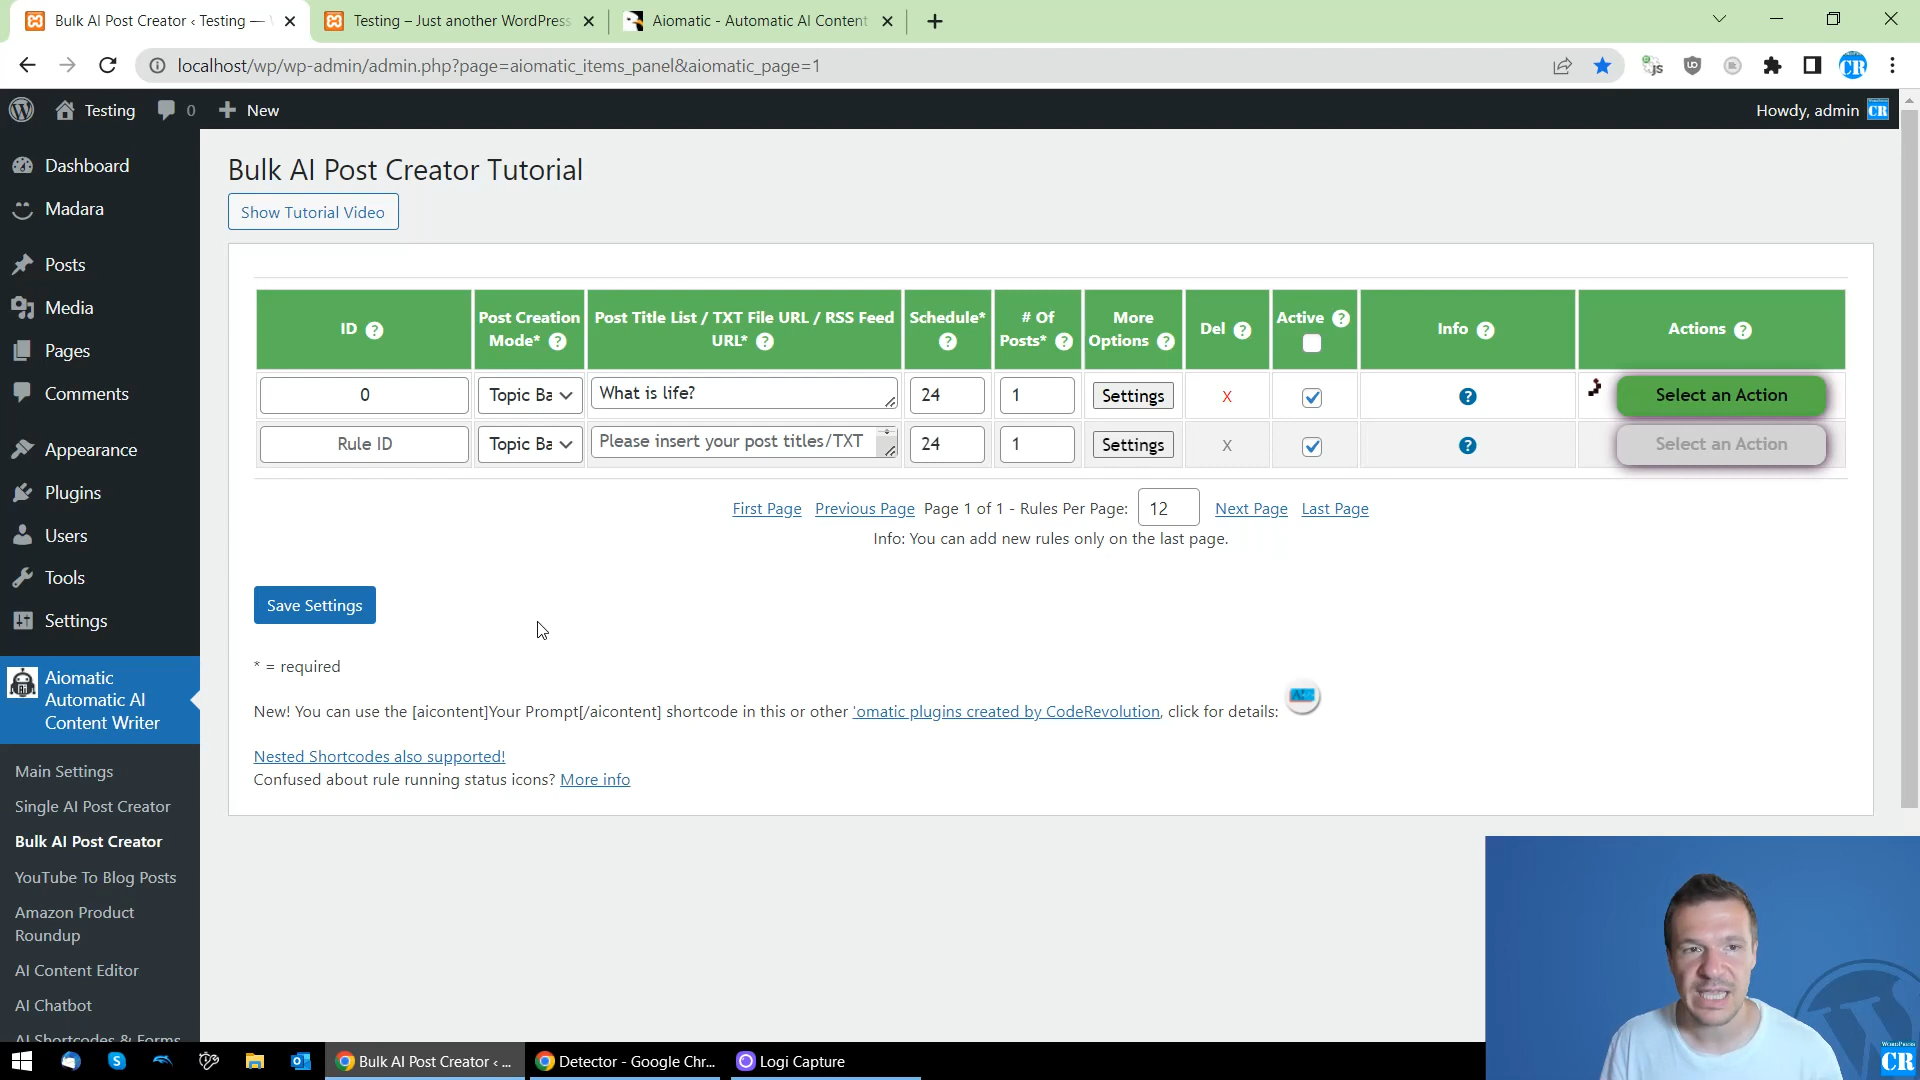 Bulk AI Post Creator ‹ Testing —
Testing – Just another WordPress
Aiomatic - Automatic AI Content
localhost/wp/wp-admin/admin.php?page=aiomatic_items_panel&aiomatic_page=1
Testing 0 New
Howdy, admin CR
Dashboard
Madara
Posts
Media
Pages
Comments
Appearance
Plugins
Users
Tools
Settings
Aiomatic
Automatic AI
Content Writer
Main Settings
Single AI Post Creator
Bulk AI Post Creator
YouTube To Blog Posts
Amazon Product
Roundup
AI Content Editor
AI Chatbot
AI Shortcodes & Forms
Bulk AI Post Creator Tutorial
Show Tutorial Video
ID ?
Post Creation
Mode* ?
Post Title List / TXT File URL / RSS Feed
URL* ?
Schedule*
?
# Of
Posts* ?
More
Options ?
Del ?
Active ?
Info ?
Actions ?
0 Topic Ba What is life? 24 1 Settings X ? Select an Action
Rule ID Topic Ba Please insert your post titles/TXT 24 1 Settings X ? Select an Action
First Page Previous Page Page 1 of 1 - Rules Per Page: 12 Next Page Last Page
Info: You can add new rules only on the last page.
Save Settings
* = required
New! You can use the [aicontent]Your Prompt[/aicontent] shortcode in this or other 'omatic plugins created by CodeRevolution, click for details:
Nested Shortcodes also supported!
Confused about rule running status icons? More info
Bulk AI Post Creator ‹ ...
Detector - Google Chr...
Logi Capture
WORDPRESS
CR